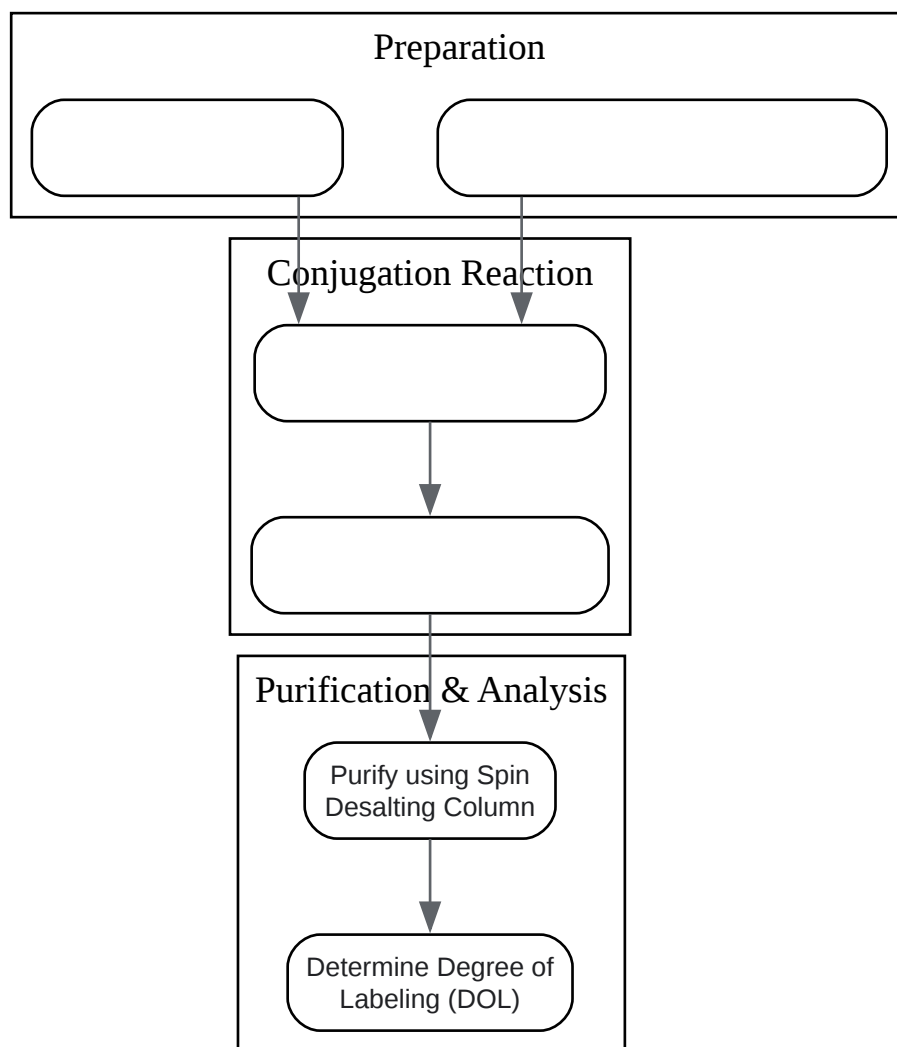 Preparation
Conjugation Reaction
Purification & Analysis
Purify using Spin
Desalting Column
Determine Degree of
Labeling (DOL)